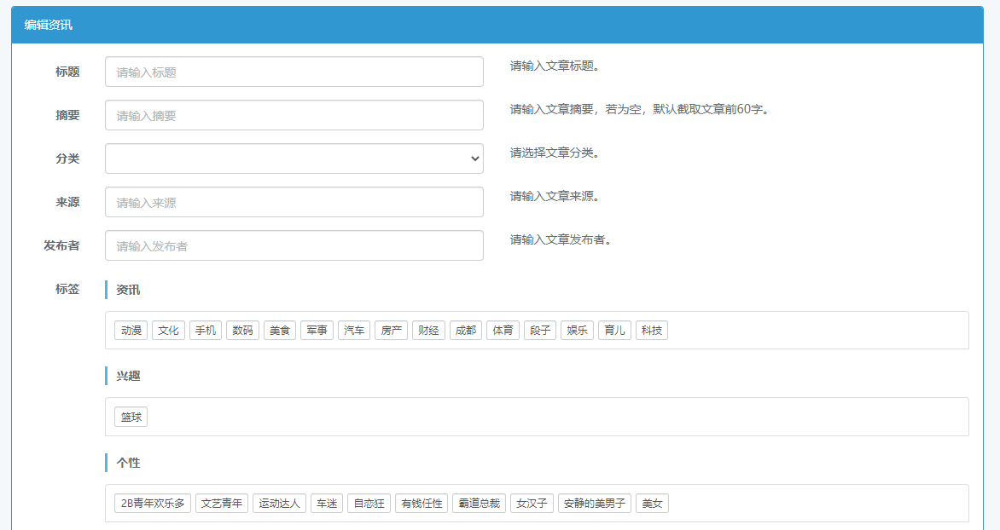 编辑资讯
标题 请输入标题 请输入文章标题。
摘要 请输入摘要 请输入文章摘要，若为空，默认截取文章前60字。
分类 请选择文章分类。
来源 请输入来源 请输入文章来源。
发布者 请输入发布者 请输入文章发布者。
标签 资讯
动漫 文化 手机 数码 美食 军事 汽车 房产 财经 成都 体育 段子 娱乐 育儿 科技
兴趣
篮球
个性
2B青年欢乐多 文艺青年 运动达人 车迷 自恋狂 有钱任性 霸道总裁 女汉子 安静的美男子 美女